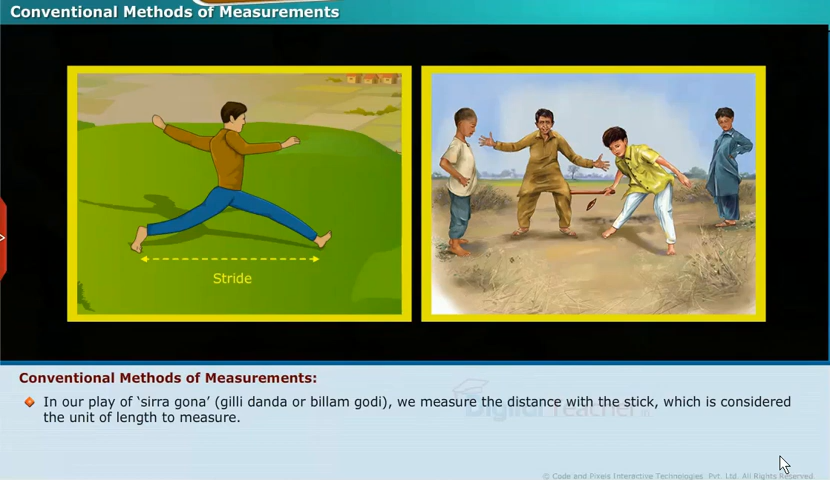 Conventional Methods of Measurements
Stride
Conventional Methods of Measurements:
In our play of ‘sirra gona’ (gilli danda or billam godi), we measure the distance with the stick, which is considered
the unit of length to measure.
Digital Teacher
© Code and Pixels Interactive Technologies. Pvt. Ltd. All Rights Reserved.